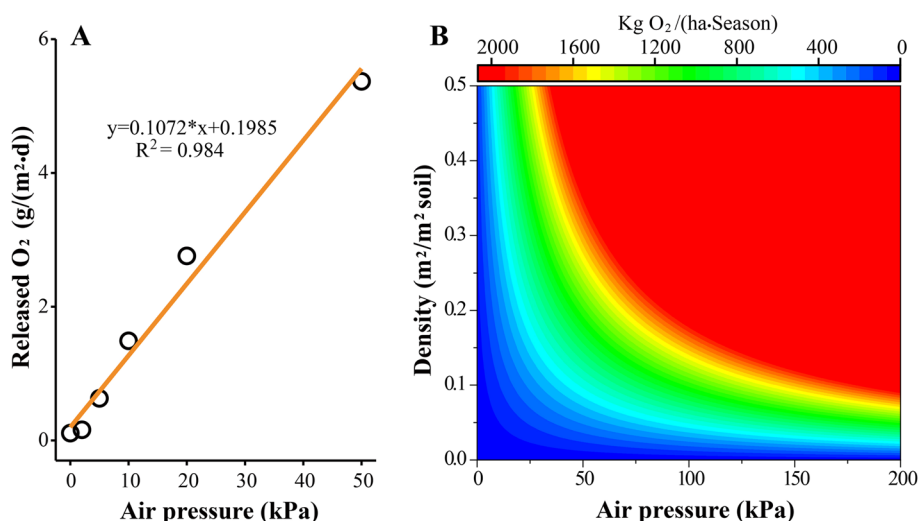 A
6
4
2
0
Released O₂ (g/(m²·d))
y=0.1072*x+0.1985
R² = 0.984
0 10 20 30 40 50
Air pressure (kPa)
B
Kg O₂/(ha·Season)
2000 1600 1200 800 400 0
0.5
0.4
0.3
0.2
0.1
0.0
Density (m²/m² soil)
0 50 100 150 200
Air pressure (kPa)